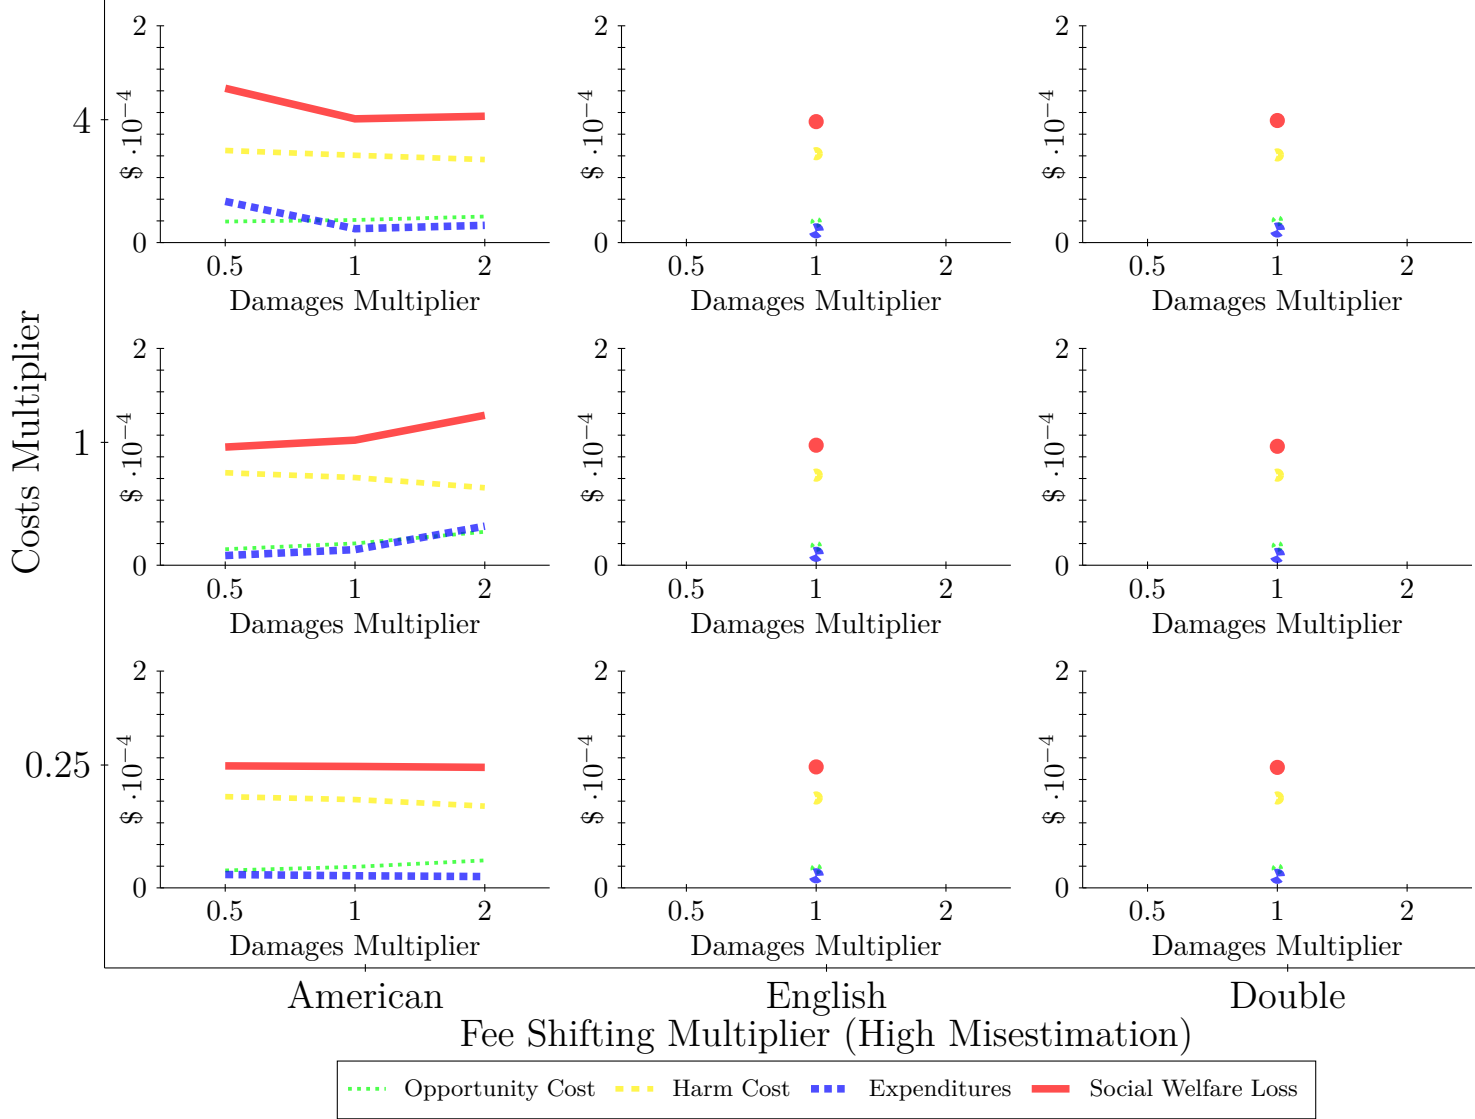 2
2
2
$ ·10⁻⁴
$ ·10⁻⁴
$ ·10⁻⁴
4
0
0
0
0.5 1 2
0.5 1 2
0.5 1 2
Damages Multiplier
Damages Multiplier
Damages Multiplier
Costs Multiplier
2
2
2
$ ·10⁻⁴
$ ·10⁻⁴
$ ·10⁻⁴
1
0
0
0
0.5 1 2
0.5 1 2
0.5 1 2
Damages Multiplier
Damages Multiplier
Damages Multiplier
2
2
2
$ ·10⁻⁴
$ ·10⁻⁴
$ ·10⁻⁴
0.25
0
0
0
0.5 1 2
0.5 1 2
0.5 1 2
Damages Multiplier
Damages Multiplier
Damages Multiplier
American
English
Double
Fee Shifting Multiplier (High Misestimation)
Opportunity Cost
Harm Cost
Expenditures
Social Welfare Loss